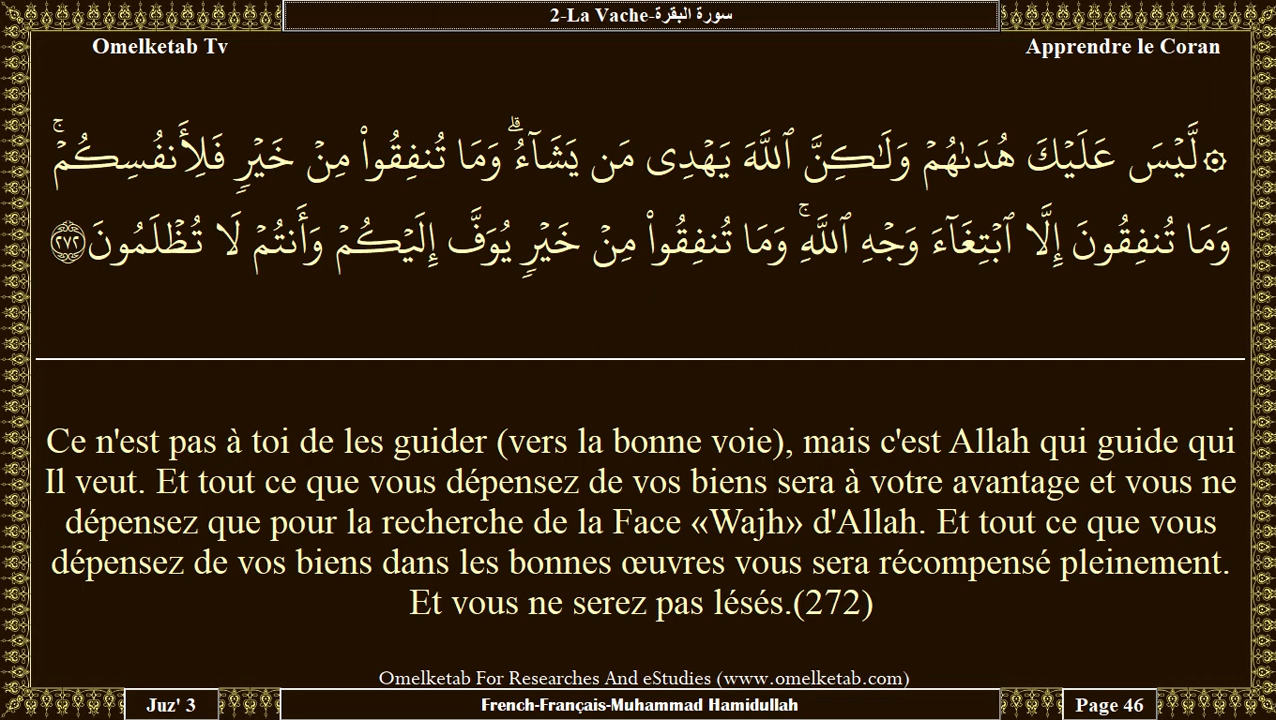 2-La Vache-سورة البقرة
Omelketab Tv
Apprendre le Coran
۞ لَّيْسَ عَلَيْكَ هُدَىٰهُمْ وَلَـٰكِنَّ ٱللَّهَ يَهْدِى مَن يَشَآءُ ۗ وَمَا تُنفِقُوا۟ مِنْ خَيْرٍ فَلِأَنفُسِكُمْ ۚ
وَمَا تُنفِقُونَ إِلَّا ٱبْتِغَآءَ وَجْهِ ٱللَّهِ ۚ وَمَا تُنفِقُوا۟ مِنْ خَيْرٍ يُوَفَّ إِلَيْكُمْ وَأَنتُمْ لَا تُظْلَمُونَ ٢٧٢
Ce n'est pas à toi de les guider (vers la bonne voie), mais c'est Allah qui guide qui
Il veut. Et tout ce que vous dépensez de vos biens sera à votre avantage et vous ne
dépensez que pour la recherche de la Face «Wajh» d'Allah. Et tout ce que vous
dépensez de vos biens dans les bonnes œuvres vous sera récompensé pleinement.
Et vous ne serez pas lésés.(272)
Omelketab For Researches And eStudies (www.omelketab.com)
Juz' 3
French-Français-Muhammad Hamidullah
Page 46